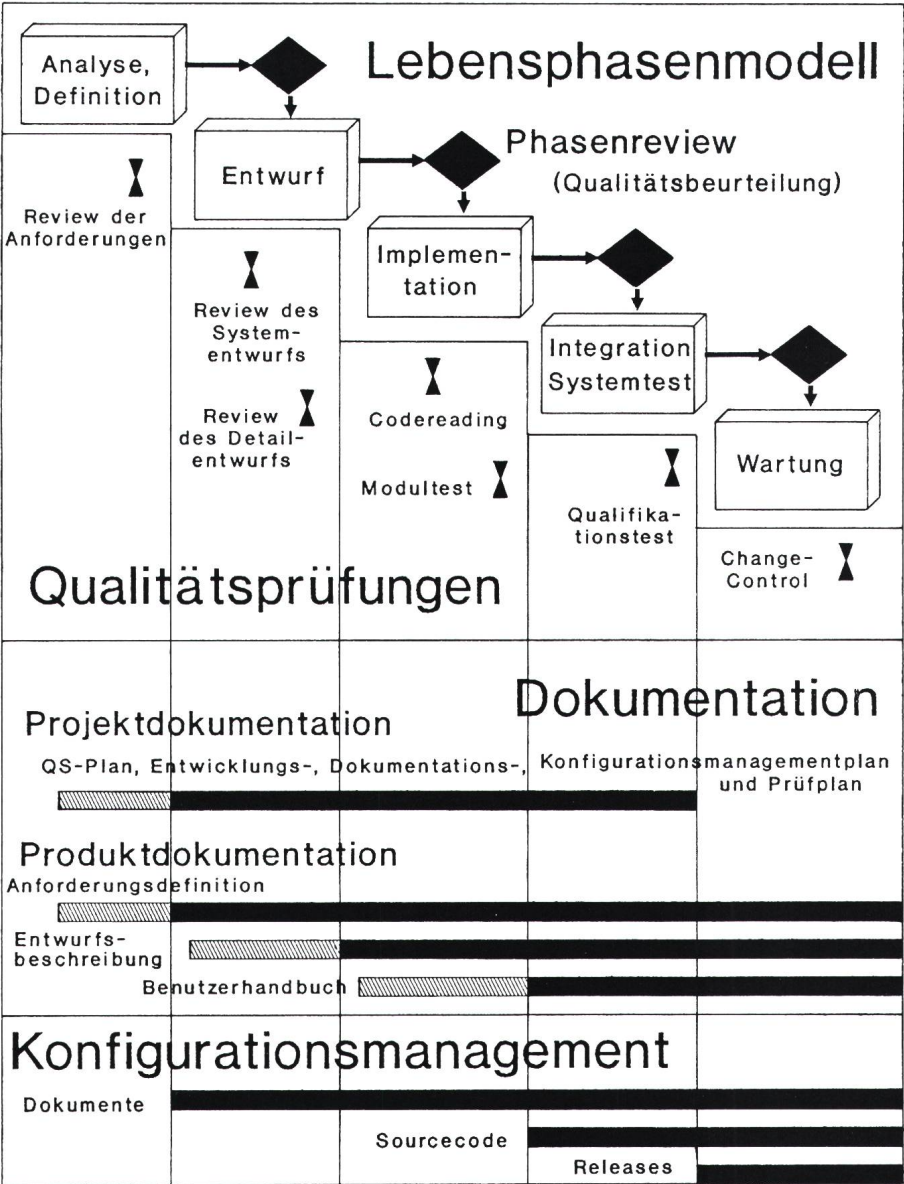 Lebensphasenmodell
Analyse,
Definition
Entwurf
Phasenreview
(Qualitätsbeurteilung)
Implemen-
tation
Integration
Systemtest
Wartung
Review der
Anforderungen
Review des
System-
entwurfs
Review
des Detail-
entwurfs
Codereading
Modultest
Qualifika-
tionstest
Change-
Control
Qualitätsprüfungen
Dokumentation
Projektdokumentation
QS-Plan, Entwicklungs-, Dokumentations-, Konfigurationsmanagementplan
und Prüfplan
Produktdokumentation
Anforderungsdefinition
Entwurfs-
beschreibung
Benutzerhandbuch
Konfigurationsmanagement
Dokumente
Sourcecode
Releases